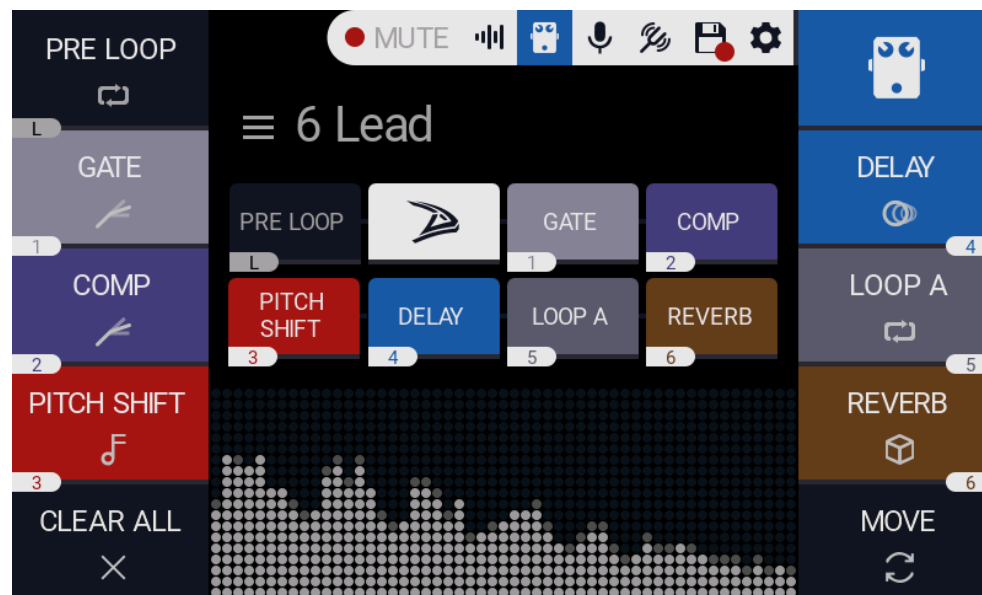 PRE LOOP
L
GATE
1
COMP
2
PITCH SHIFT
3
CLEAR ALL
MUTE
6 Lead
PRE LOOP
L
GATE
1
COMP
2
PITCH
SHIFT
3
DELAY
4
LOOP A
5
REVERB
6
DELAY
4
LOOP A
5
REVERB
6
MOVE